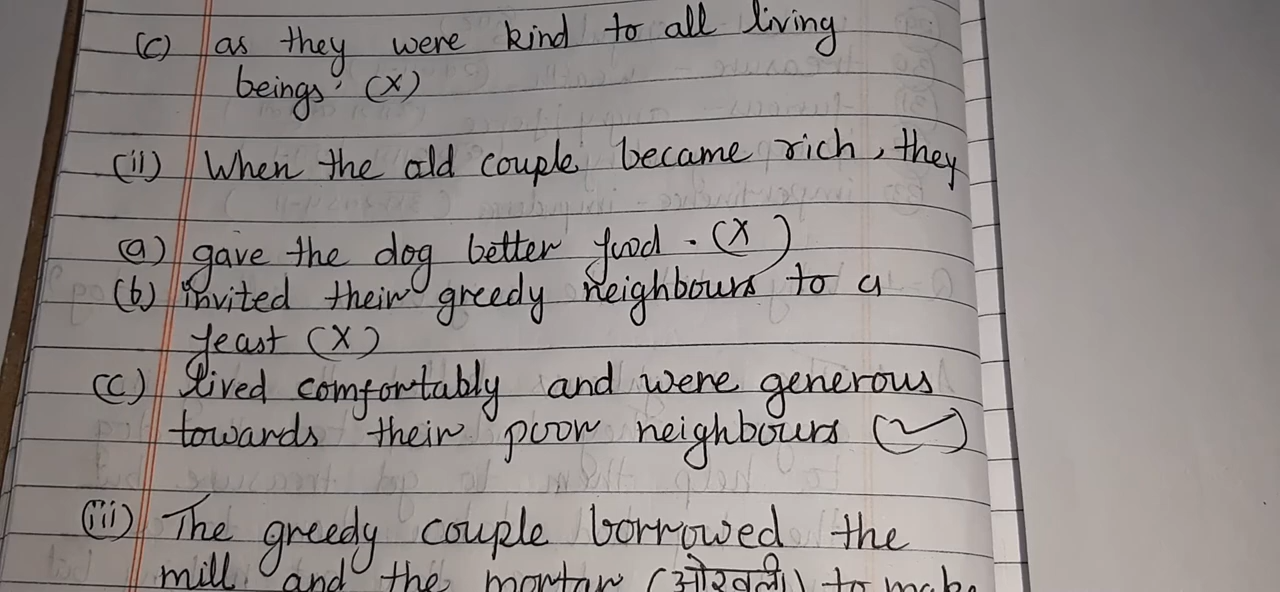 (c) as they were kind to all living
beings. (x)
(ii) When the old couple became rich, they
(a) gave the dog better food. (x)
(b) invited their greedy neighbours to a
feast (x)
(c) lived comfortably and were generous
towards their poor neighbours (✓)
(iii) The greedy couple borrowed the
mill and the mortar (ओखली) to make